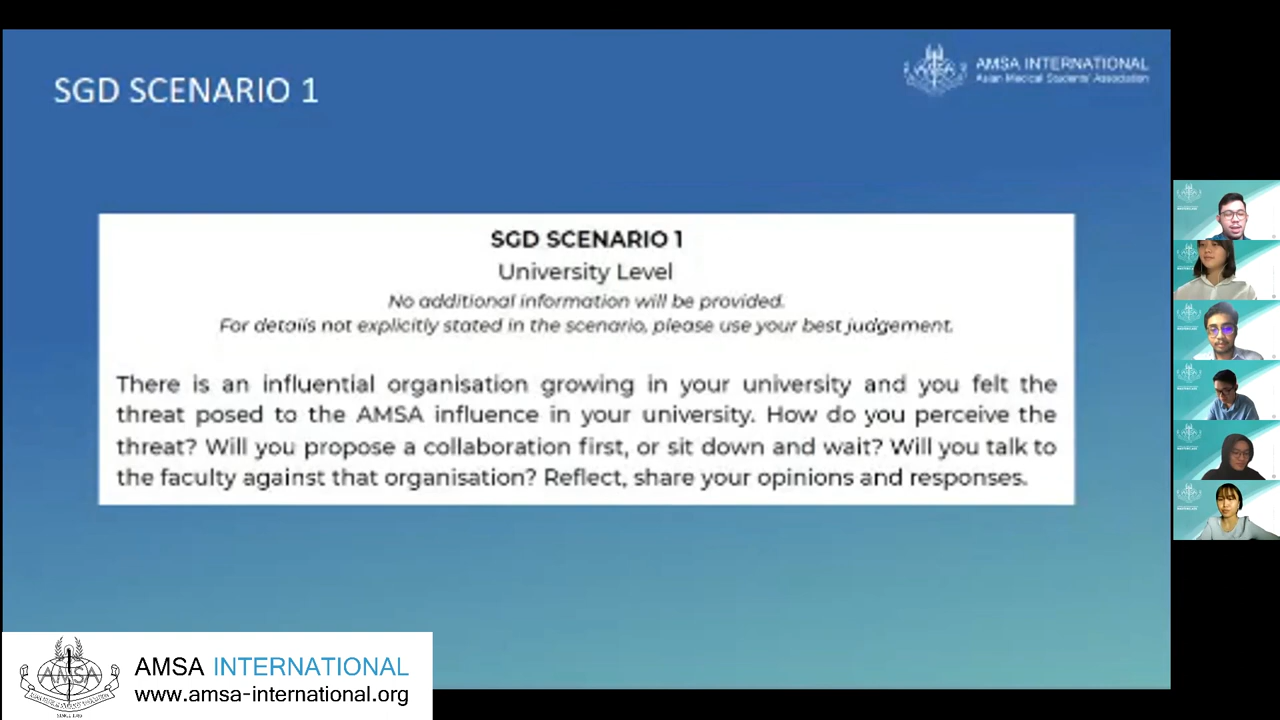 SGD SCENARIO 1
AMSA INTERNATIONAL
Asian Medical Students' Association
SGD SCENARIO 1
University Level
No additional information will be provided.
For details not explicitly stated in the scenario, please use your best judgement.
There is an influential organisation growing in your university and you felt the
threat posed to the AMSA influence in your university. How do you perceive the
threat? Will you propose a collaboration first, or sit down and wait? Will you talk to
the faculty against that organisation? Reflect, share your opinions and responses.
AMSA
AMSA INTERNATIONAL
www.amsa-international.org